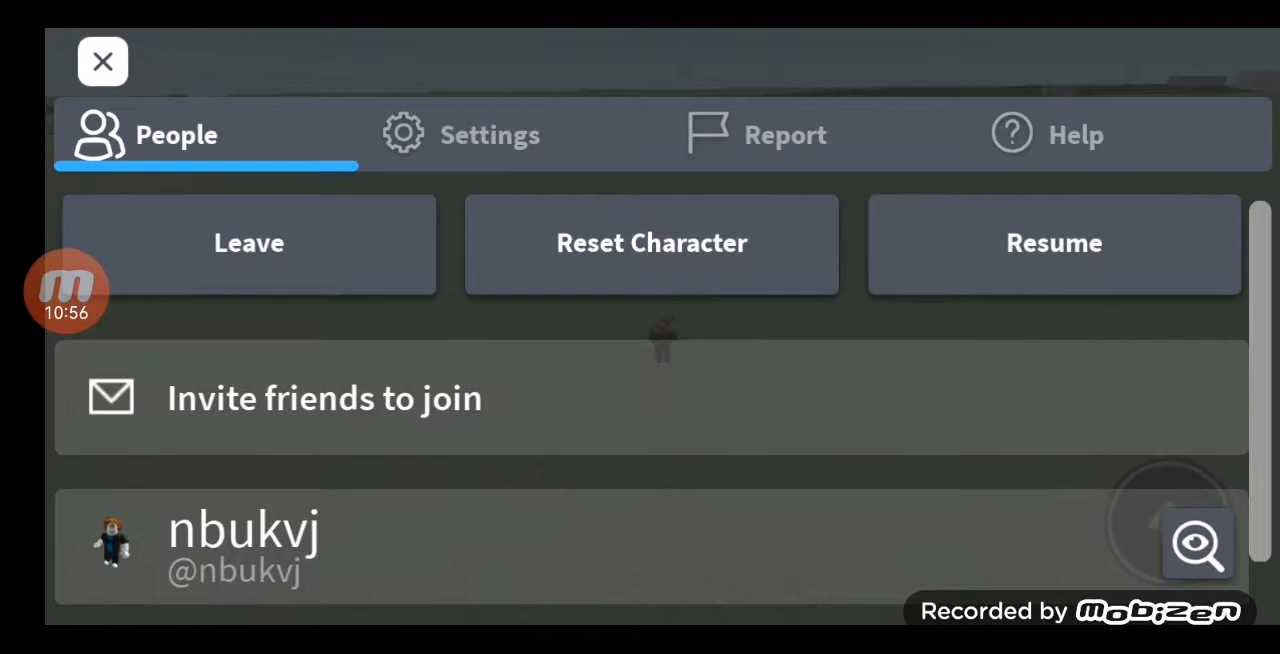 People
Settings
Report
Help
Leave
Reset Character
Resume
10:56
Invite friends to join
nbukvj
@nbukvj
Recorded by mobizen